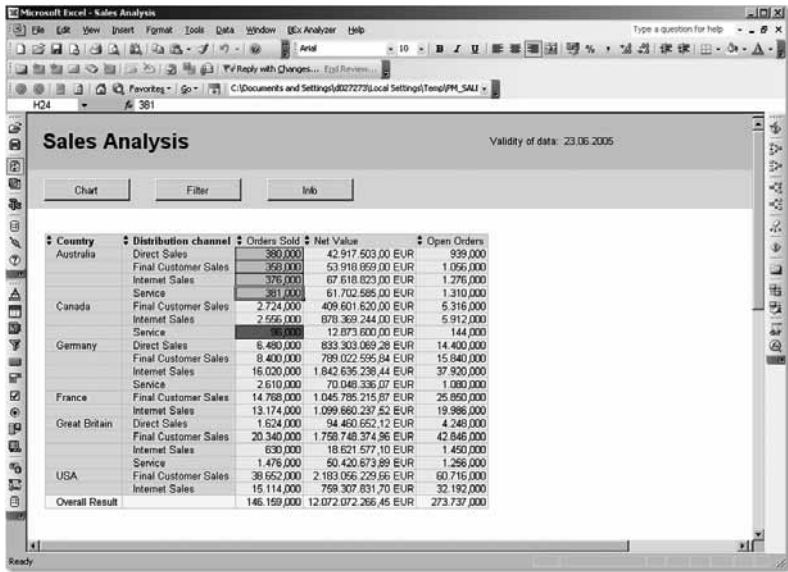 Microsoft Excel - Sales Analysis
File Edit View Insert Format Tools Data Window BEx Analyzer Help Type a question for help
Arial 10 B I U
Reply with Changes... End Review...
Favorites Go C:\Documents and Settings\d027273\Local Settings\Temp\PM_SALI
H24 fx 381
Sales Analysis Validity of data: 23.06.2005
Chart Filter Info
Country Distribution channel Orders Sold Net Value Open Orders
Australia Direct Sales 380,000 42.917.503,00 EUR 939,000
Final Customer Sales 358,000 53.918.859,00 EUR 1.056,000
Internet Sales 376,000 67.618.823,00 EUR 1.276,000
Service 381,000 61.702.585,00 EUR 1.310,000
Canada Final Customer Sales 2.724,000 409.601.620,00 EUR 5.316,000
Internet Sales 2.556,000 878.369.244,00 EUR 5.912,000
Service 96,000 12.873.600,00 EUR 144,000
Germany Direct Sales 6.480,000 833.303.069,28 EUR 14.400,000
Final Customer Sales 8.400,000 789.022.595,84 EUR 15.840,000
Internet Sales 16.020,000 1.842.635.238,44 EUR 37.920,000
Service 2.610,000 70.048.336,07 EUR 1.080,000
France Final Customer Sales 14.768,000 1.045.785.215,87 EUR 25.850,000
Internet Sales 13.174,000 1.099.660.237,52 EUR 19.986,000
Great Britain Direct Sales 1.624,000 94.460.652,12 EUR 4.248,000
Final Customer Sales 20.340,000 1.758.748.374,96 EUR 42.846,000
Internet Sales 630,000 18.621.577,10 EUR 1.450,000
Service 1.476,000 50.420.673,89 EUR 1.256,000
USA Final Customer Sales 38.652,000 2.183.056.229,66 EUR 60.716,000
Internet Sales 15.114,000 759.307.831,70 EUR 32.192,000
Overall Result 146.159,000 12.072.072.266,45 EUR 273.737,000
Ready